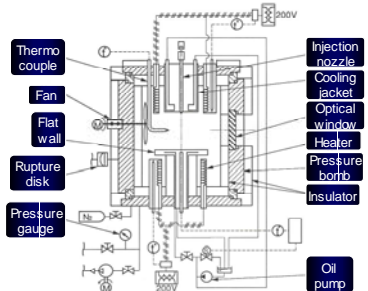 200V
Thermo
couple
Fan
M
Flat
wall
Rupture
disk
Pressure
gauge
N₂
M
200V
Injection
nozzle
Cooling
jacket
Optical
window
Heater
Pressure
bomb
Insulator
Oil
pump